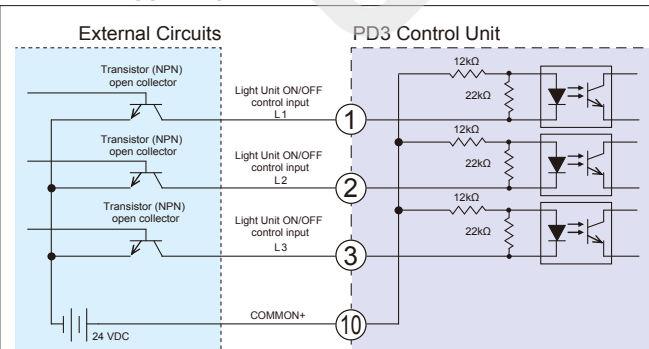 External Circuits
PD3 Control Unit
Transistor (NPN)
open collector
Light Unit ON/OFF
control input
L1
1
12kΩ
22kΩ
Transistor (NPN)
open collector
Light Unit ON/OFF
control input
L2
2
12kΩ
22kΩ
Transistor (NPN)
open collector
Light Unit ON/OFF
control input
L3
3
12kΩ
22kΩ
24 VDC
COMMON+
10